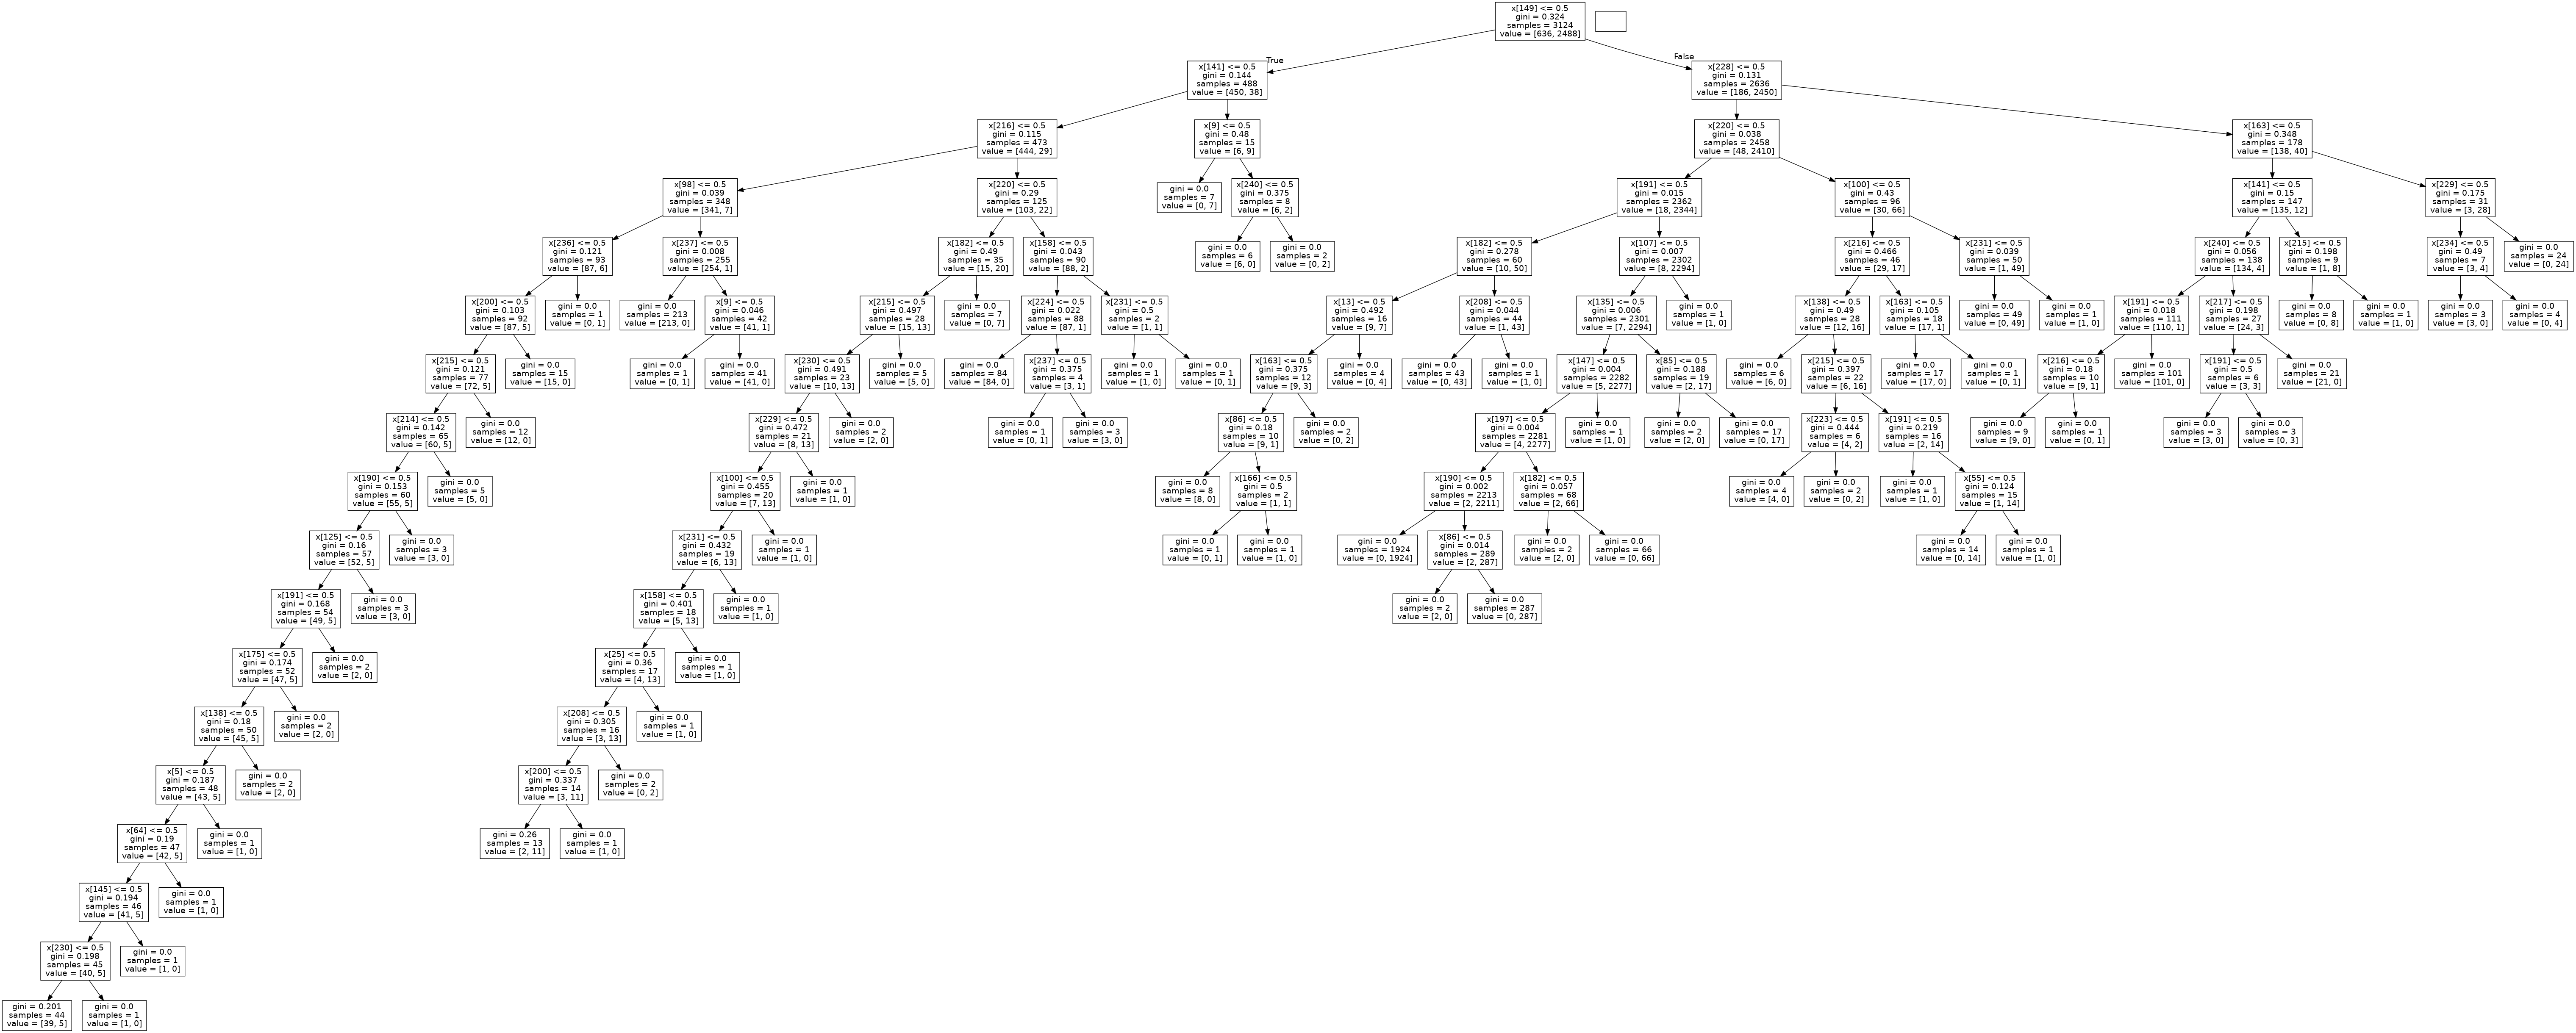 x[149] <= 0.5
gini = 0.324
samples = 3124
value = [636, 2488]
True
False
x[141] <= 0.5
gini = 0.144
samples = 488
value = [450, 38]
x[228] <= 0.5
gini = 0.131
samples = 2636
value = [186, 2450]
x[216] <= 0.5
gini = 0.115
samples = 473
value = [444, 29]
x[9] <= 0.5
gini = 0.48
samples = 15
value = [6, 9]
x[220] <= 0.5
gini = 0.038
samples = 2458
value = [48, 2410]
x[163] <= 0.5
gini = 0.348
samples = 178
value = [138, 40]
x[98] <= 0.5
gini = 0.039
samples = 348
value = [341, 7]
x[220] <= 0.5
gini = 0.29
samples = 125
value = [103, 22]
gini = 0.0
samples = 7
value = [0, 7]
x[240] <= 0.5
gini = 0.375
samples = 8
value = [6, 2]
x[191] <= 0.5
gini = 0.015
samples = 2362
value = [18, 2344]
x[100] <= 0.5
gini = 0.43
samples = 96
value = [30, 66]
x[141] <= 0.5
gini = 0.15
samples = 147
value = [135, 12]
x[229] <= 0.5
gini = 0.175
samples = 31
value = [3, 28]
x[236] <= 0.5
gini = 0.121
samples = 93
value = [87, 6]
x[237] <= 0.5
gini = 0.008
samples = 255
value = [254, 1]
x[182] <= 0.5
gini = 0.49
samples = 35
value = [15, 20]
x[158] <= 0.5
gini = 0.043
samples = 90
value = [88, 2]
gini = 0.0
samples = 6
value = [6, 0]
gini = 0.0
samples = 2
value = [0, 2]
x[182] <= 0.5
gini = 0.278
samples = 60
value = [10, 50]
x[107] <= 0.5
gini = 0.007
samples = 2302
value = [8, 2294]
x[216] <= 0.5
gini = 0.466
samples = 46
value = [29, 17]
x[231] <= 0.5
gini = 0.039
samples = 50
value = [1, 49]
x[240] <= 0.5
gini = 0.056
samples = 138
value = [134, 4]
x[215] <= 0.5
gini = 0.198
samples = 9
value = [1, 8]
x[234] <= 0.5
gini = 0.49
samples = 7
value = [3, 4]
gini = 0.0
samples = 24
value = [0, 24]
x[200] <= 0.5
gini = 0.103
samples = 92
value = [87, 5]
gini = 0.0
samples = 1
value = [0, 1]
gini = 0.0
samples = 213
value = [213, 0]
x[9] <= 0.5
gini = 0.046
samples = 42
value = [41, 1]
x[215] <= 0.5
gini = 0.497
samples = 28
value = [15, 13]
gini = 0.0
samples = 7
value = [0, 7]
x[224] <= 0.5
gini = 0.022
samples = 88
value = [87, 1]
x[231] <= 0.5
gini = 0.5
samples = 2
value = [1, 1]
x[13] <= 0.5
gini = 0.492
samples = 16
value = [9, 7]
x[208] <= 0.5
gini = 0.044
samples = 44
value = [1, 43]
x[135] <= 0.5
gini = 0.006
samples = 2301
value = [7, 2294]
gini = 0.0
samples = 1
value = [1, 0]
x[138] <= 0.5
gini = 0.49
samples = 28
value = [12, 16]
x[163] <= 0.5
gini = 0.105
samples = 18
value = [17, 1]
gini = 0.0
samples = 49
value = [0, 49]
gini = 0.0
samples = 1
value = [1, 0]
x[191] <= 0.5
gini = 0.018
samples = 111
value = [110, 1]
x[217] <= 0.5
gini = 0.198
samples = 27
value = [24, 3]
gini = 0.0
samples = 8
value = [0, 8]
gini = 0.0
samples = 1
value = [1, 0]
gini = 0.0
samples = 3
value = [3, 0]
gini = 0.0
samples = 4
value = [0, 4]
x[215] <= 0.5
gini = 0.121
samples = 77
value = [72, 5]
gini = 0.0
samples = 15
value = [15, 0]
gini = 0.0
samples = 1
value = [0, 1]
gini = 0.0
samples = 41
value = [41, 0]
x[230] <= 0.5
gini = 0.491
samples = 23
value = [10, 13]
gini = 0.0
samples = 5
value = [5, 0]
gini = 0.0
samples = 84
value = [84, 0]
x[237] <= 0.5
gini = 0.375
samples = 4
value = [3, 1]
gini = 0.0
samples = 1
value = [1, 0]
gini = 0.0
samples = 1
value = [0, 1]
x[163] <= 0.5
gini = 0.375
samples = 12
value = [9, 3]
gini = 0.0
samples = 4
value = [0, 4]
gini = 0.0
samples = 43
value = [0, 43]
gini = 0.0
samples = 1
value = [1, 0]
x[147] <= 0.5
gini = 0.004
samples = 2282
value = [5, 2277]
x[85] <= 0.5
gini = 0.188
samples = 19
value = [2, 17]
gini = 0.0
samples = 6
value = [6, 0]
x[215] <= 0.5
gini = 0.397
samples = 22
value = [6, 16]
gini = 0.0
samples = 17
value = [17, 0]
gini = 0.0
samples = 1
value = [0, 1]
x[216] <= 0.5
gini = 0.18
samples = 10
value = [9, 1]
gini = 0.0
samples = 101
value = [101, 0]
x[191] <= 0.5
gini = 0.5
samples = 6
value = [3, 3]
gini = 0.0
samples = 21
value = [21, 0]
x[214] <= 0.5
gini = 0.142
samples = 65
value = [60, 5]
gini = 0.0
samples = 12
value = [12, 0]
x[229] <= 0.5
gini = 0.472
samples = 21
value = [8, 13]
gini = 0.0
samples = 2
value = [2, 0]
gini = 0.0
samples = 1
value = [0, 1]
gini = 0.0
samples = 3
value = [3, 0]
x[86] <= 0.5
gini = 0.18
samples = 10
value = [9, 1]
gini = 0.0
samples = 2
value = [0, 2]
x[197] <= 0.5
gini = 0.004
samples = 2281
value = [4, 2277]
gini = 0.0
samples = 1
value = [1, 0]
gini = 0.0
samples = 2
value = [2, 0]
gini = 0.0
samples = 17
value = [0, 17]
x[223] <= 0.5
gini = 0.444
samples = 6
value = [4, 2]
x[191] <= 0.5
gini = 0.219
samples = 16
value = [2, 14]
gini = 0.0
samples = 9
value = [9, 0]
gini = 0.0
samples = 1
value = [0, 1]
gini = 0.0
samples = 3
value = [3, 0]
gini = 0.0
samples = 3
value = [0, 3]
x[190] <= 0.5
gini = 0.153
samples = 60
value = [55, 5]
gini = 0.0
samples = 5
value = [5, 0]
x[100] <= 0.5
gini = 0.455
samples = 20
value = [7, 13]
gini = 0.0
samples = 1
value = [1, 0]
gini = 0.0
samples = 8
value = [8, 0]
x[166] <= 0.5
gini = 0.5
samples = 2
value = [1, 1]
x[190] <= 0.5
gini = 0.002
samples = 2213
value = [2, 2211]
x[182] <= 0.5
gini = 0.057
samples = 68
value = [2, 66]
gini = 0.0
samples = 4
value = [4, 0]
gini = 0.0
samples = 2
value = [0, 2]
gini = 0.0
samples = 1
value = [1, 0]
x[55] <= 0.5
gini = 0.124
samples = 15
value = [1, 14]
x[125] <= 0.5
gini = 0.16
samples = 57
value = [52, 5]
gini = 0.0
samples = 3
value = [3, 0]
x[231] <= 0.5
gini = 0.432
samples = 19
value = [6, 13]
gini = 0.0
samples = 1
value = [1, 0]
gini = 0.0
samples = 1
value = [0, 1]
gini = 0.0
samples = 1
value = [1, 0]
gini = 0.0
samples = 1924
value = [0, 1924]
x[86] <= 0.5
gini = 0.014
samples = 289
value = [2, 287]
gini = 0.0
samples = 2
value = [2, 0]
gini = 0.0
samples = 66
value = [0, 66]
gini = 0.0
samples = 14
value = [0, 14]
gini = 0.0
samples = 1
value = [1, 0]
x[191] <= 0.5
gini = 0.168
samples = 54
value = [49, 5]
gini = 0.0
samples = 3
value = [3, 0]
x[158] <= 0.5
gini = 0.401
samples = 18
value = [5, 13]
gini = 0.0
samples = 1
value = [1, 0]
gini = 0.0
samples = 2
value = [2, 0]
gini = 0.0
samples = 287
value = [0, 287]
x[175] <= 0.5
gini = 0.174
samples = 52
value = [47, 5]
gini = 0.0
samples = 2
value = [2, 0]
x[25] <= 0.5
gini = 0.36
samples = 17
value = [4, 13]
gini = 0.0
samples = 1
value = [1, 0]
x[138] <= 0.5
gini = 0.18
samples = 50
value = [45, 5]
gini = 0.0
samples = 2
value = [2, 0]
x[208] <= 0.5
gini = 0.305
samples = 16
value = [3, 13]
gini = 0.0
samples = 1
value = [1, 0]
x[5] <= 0.5
gini = 0.187
samples = 48
value = [43, 5]
gini = 0.0
samples = 2
value = [2, 0]
x[200] <= 0.5
gini = 0.337
samples = 14
value = [3, 11]
gini = 0.0
samples = 2
value = [0, 2]
x[64] <= 0.5
gini = 0.19
samples = 47
value = [42, 5]
gini = 0.0
samples = 1
value = [1, 0]
gini = 0.26
samples = 13
value = [2, 11]
gini = 0.0
samples = 1
value = [1, 0]
x[145] <= 0.5
gini = 0.194
samples = 46
value = [41, 5]
gini = 0.0
samples = 1
value = [1, 0]
x[230] <= 0.5
gini = 0.198
samples = 45
value = [40, 5]
gini = 0.0
samples = 1
value = [1, 0]
gini = 0.201
samples = 44
value = [39, 5]
gini = 0.0
samples = 1
value = [1, 0]